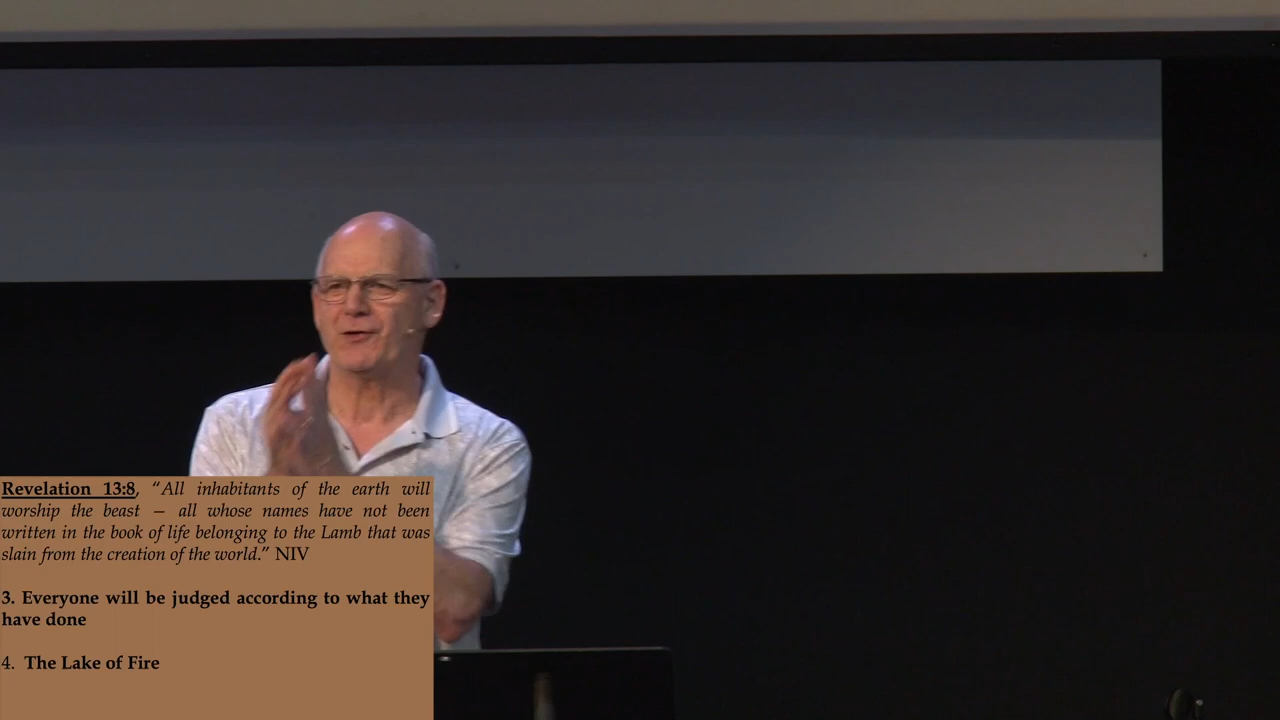 Revelation 13:8, “All inhabitants of the earth will
worship the beast – all whose names have not been
written in the book of life belonging to the Lamb that was
slain from the creation of the world.” NIV
3. Everyone will be judged according to what they
have done
4. The Lake of Fire